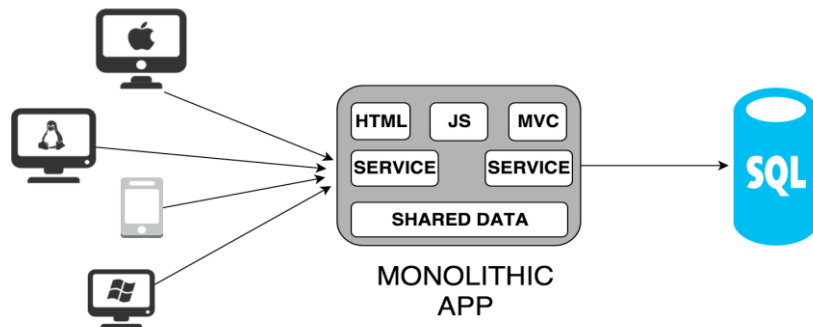 HTML
JS
MVC
SERVICE
SERVICE
SHARED DATA
MONOLITHIC
APP
SQL